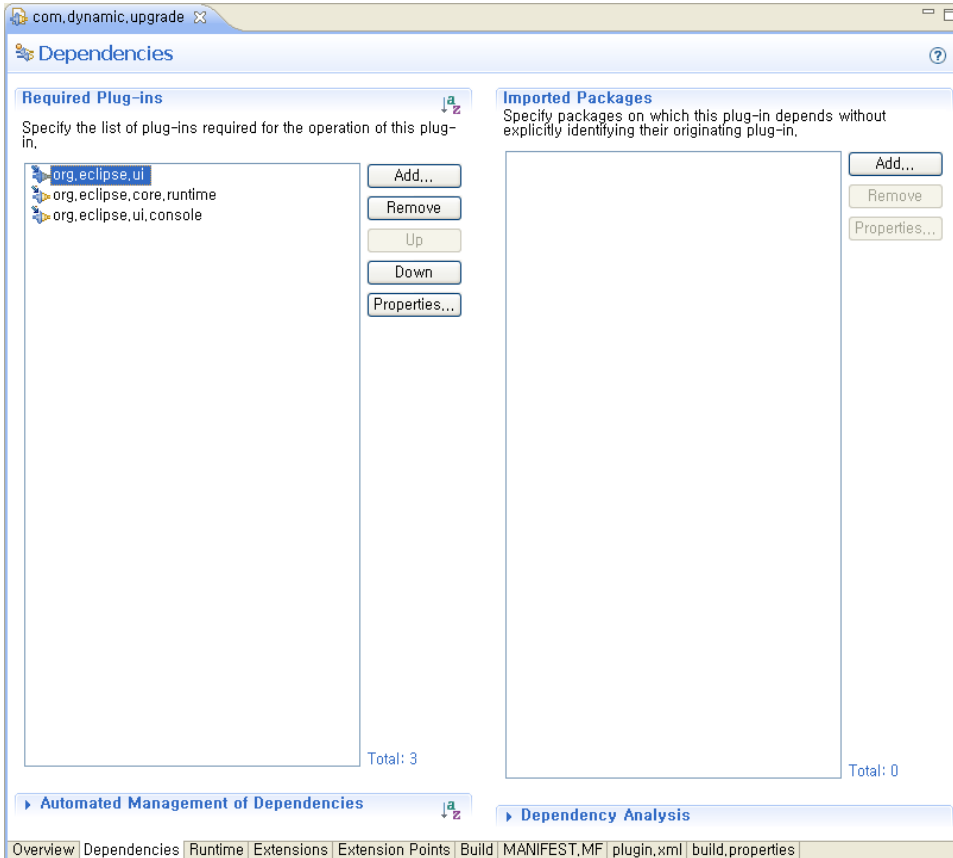 com.dynamic.upgrade
Dependencies
Required Plug-ins
Specify the list of plug-ins required for the operation of this plug-
in.
org.eclipse.ui
org.eclipse.core.runtime
org.eclipse.ui.console
Add...
Remove
Up
Down
Properties...
Total: 3
Automated Management of Dependencies
Imported Packages
Specify packages on which this plug-in depends without
explicitly identifying their originating plug-in.
Add...
Remove
Properties...
Total: 0
Dependency Analysis
Overview Dependencies Runtime Extensions Extension Points Build MANIFEST.MF plugin.xml build.properties